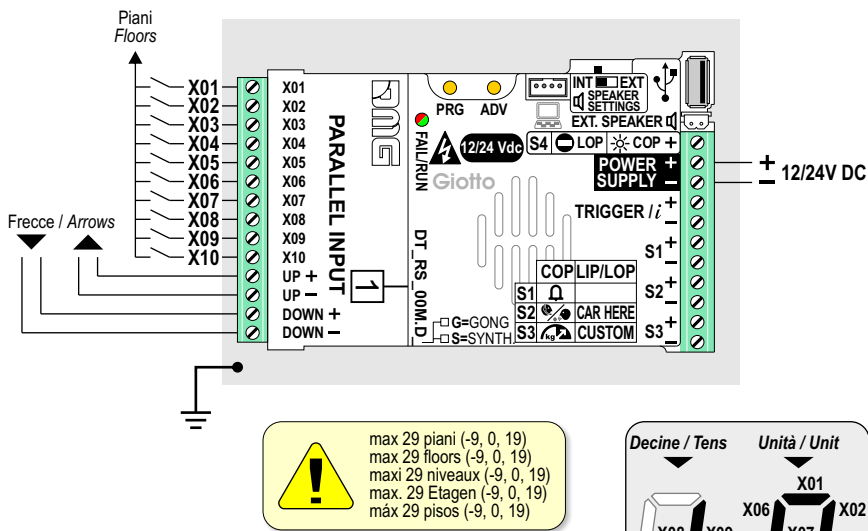 Piani
Floors
X01
X02
X03
X04
X05
X06
X07
X08
X09
X10
Frecce / Arrows
X01
X02
X03
X04
X05
X06
X07
X08
X09
X10
UP +
UP −
DOWN +
DOWN −
PARALLEL INPUT
1
DMG
PRG ADV
FAIL/RUN
12/24 Vdc
Giotto
DT_RS_00M.D_
G=GONG
S=SYNTH.
INT EXT
SPEAKER
SETTINGS
EXT. SPEAKER
S4 LOP COP +
POWER +
SUPPLY −
12/24V DC
+
−
TRIGGER / i +
−
S1 +
−
S2 +
−
S3 +
−
COP LIP/LOP
S1
S2 CAR HERE
S3 kg CUSTOM
max 29 piani (-9, 0, 19)
max 29 floors (-9, 0, 19)
maxi 29 niveaux (-9, 0, 19)
max. 29 Etagen (-9, 0, 19)
máx 29 pisos (-9, 0, 19)
Decine / Tens Unità / Unit
X01
X06 X02